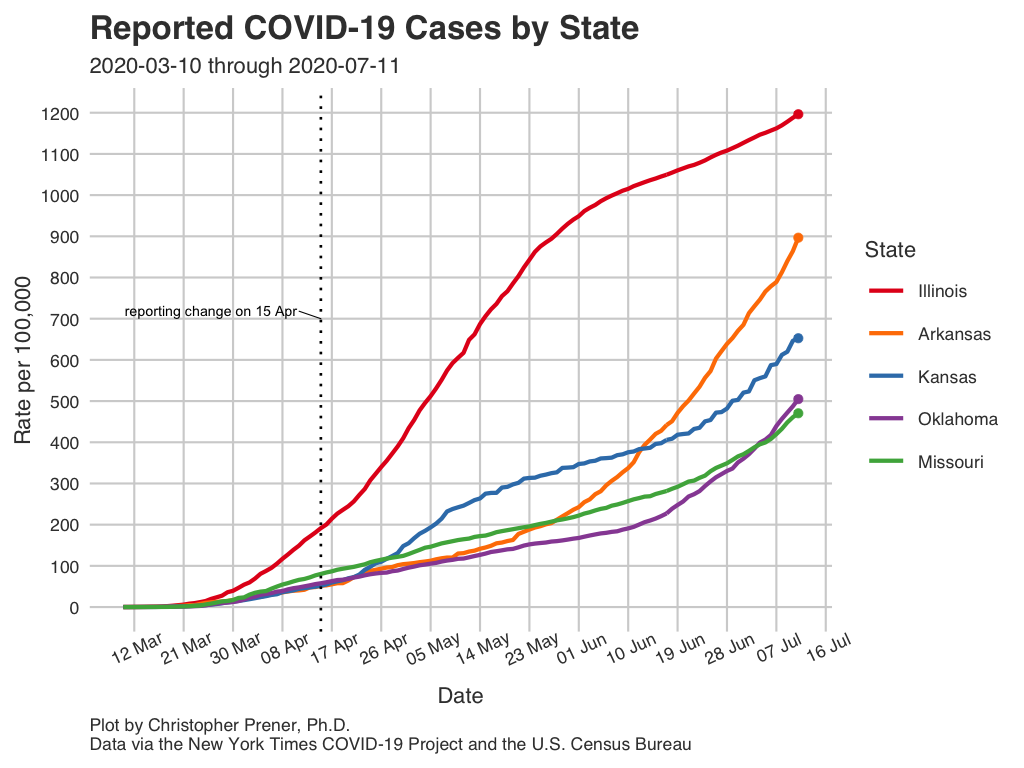 Reported COVID-19 Cases by State
2020-03-10 through 2020-07-11
1200
1100
1000
900
800
700
600
500
400
300
200
100
0
Rate per 100,000
reporting change on 15 Apr
12 Mar
21 Mar
30 Mar
08 Apr
17 Apr
26 Apr
05 May
14 May
23 May
01 Jun
10 Jun
19 Jun
28 Jun
07 Jul
16 Jul
Date
State
Illinois
Arkansas
Kansas
Oklahoma
Missouri
Plot by Christopher Prener, Ph.D.
Data via the New York Times COVID-19 Project and the U.S. Census Bureau